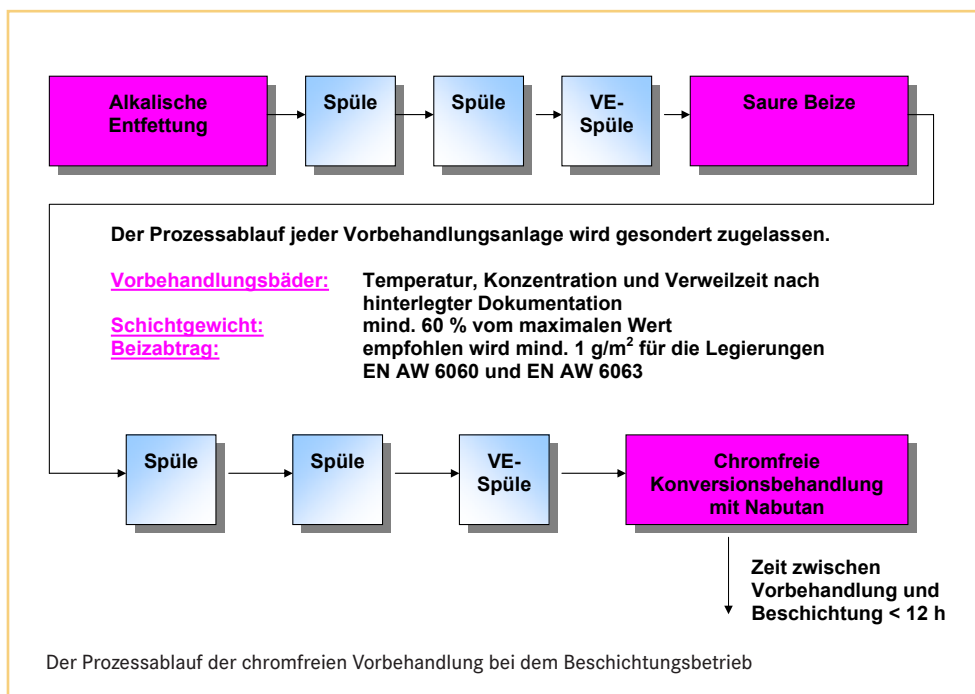 Alkalische
Entfettung
Spüle
Spüle
VE-
Spüle
Saure Beize
Der Prozessablauf jeder Vorbehandlungsanlage wird gesondert zugelassen.
Vorbehandlungsbäder: Temperatur, Konzentration und Verweilzeit nach
hinterlegter Dokumentation
Schichtgewicht: mind. 60 % vom maximalen Wert
Beizabtrag: empfohlen wird mind. 1 g/m² für die Legierungen
EN AW 6060 und EN AW 6063
Spüle
Spüle
VE-
Spüle
Chromfreie
Konversionsbehandlung
mit Nabutan
Zeit zwischen
Vorbehandlung und
Beschichtung < 12 h
Der Prozessablauf der chromfreien Vorbehandlung bei dem Beschichtungsbetrieb